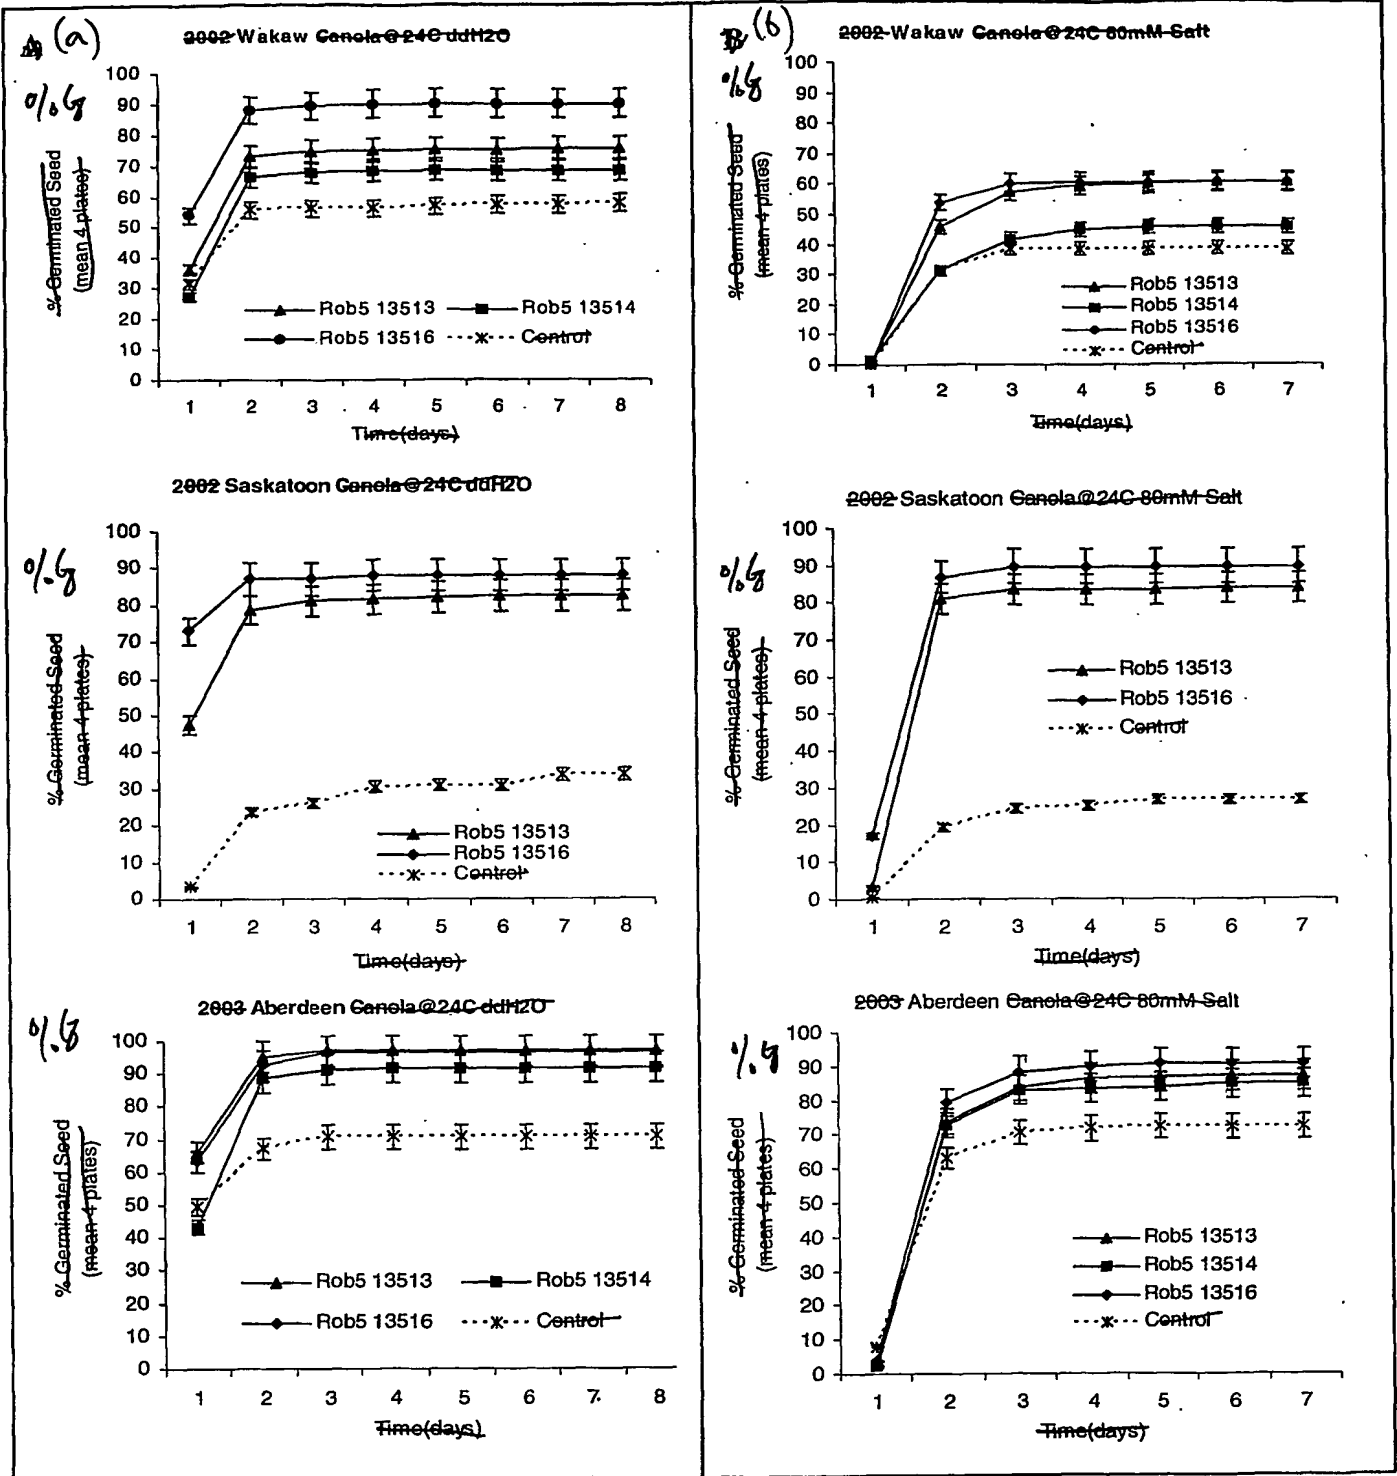 A (a)
2002 Wakaw Canola@24C ddH2O
%G
% Germinated Seed
(mean 4 plates)
100
90
80
70
60
50
40
30
20
10
0
Rob5 13513 Rob5 13514
Rob5 13516 Control
1 2 3 4 5 6 7 8
Time(days)
2002 Saskatoon Canola@24C ddH2O
%G
% Germinated Seed
(mean 4 plates)
100
90
80
70
60
50
40
30
20
10
0
Rob5 13513
Rob5 13516
Control
1 2 3 4 5 6 7 8
Time(days)
2003 Aberdeen Canola@24C ddH2O
%G
% Germinated Seed
(mean 4 plates)
100
90
80
70
60
50
40
30
20
10
0
Rob5 13513 Rob5 13514
Rob5 13516 Control
1 2 3 4 5 6 7 8
Time(days)
B (b)
2002 Wakaw Canola@24C 80mM Salt
%G
% Germinated Seed
(mean 4 plates)
100
90
80
70
60
50
40
30
20
10
0
Rob5 13513
Rob5 13514
Rob5 13516
Control
1 2 3 4 5 6 7
Time(days)
2002 Saskatoon Canola@24C 80mM Salt
%G
% Germinated Seed
(mean 4 plates)
100
90
80
70
60
50
40
30
20
10
0
Rob5 13513
Rob5 13516
Control
1 2 3 4 5 6 7
Time(days)
2003 Aberdeen Canola@24C 80mM Salt
%G
% Germinated Seed
(mean 4 plates)
100
90
80
70
60
50
40
30
20
10
0
Rob5 13513
Rob5 13514
Rob5 13516
Control
1 2 3 4 5 6 7
Time(days)